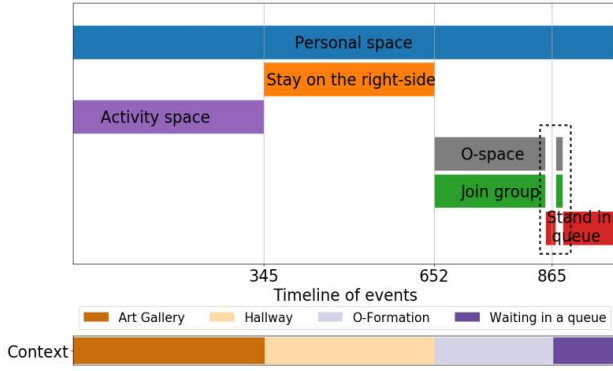 Personal space
Stay on the right-side
Activity space
O-space
Join group
Stand in
queue
345 652 865
Timeline of events
Art Gallery Hallway O-Formation Waiting in a queue
Context